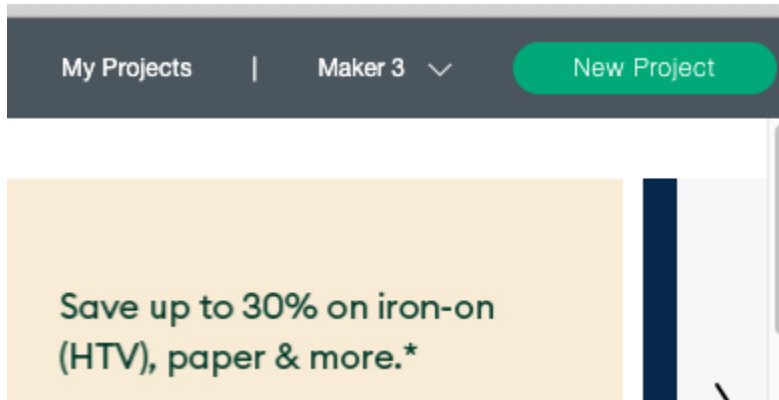 My Projects | Maker 3 New Project
Save up to 30% on iron-on
(HTV), paper & more.*